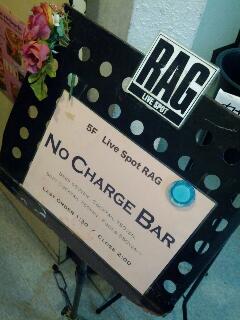 RAG
LIVE SPOT
5F Live Spot RAG
NO CHARGE BAR
LAST ORDER 1:30 / CLOSE 2:00